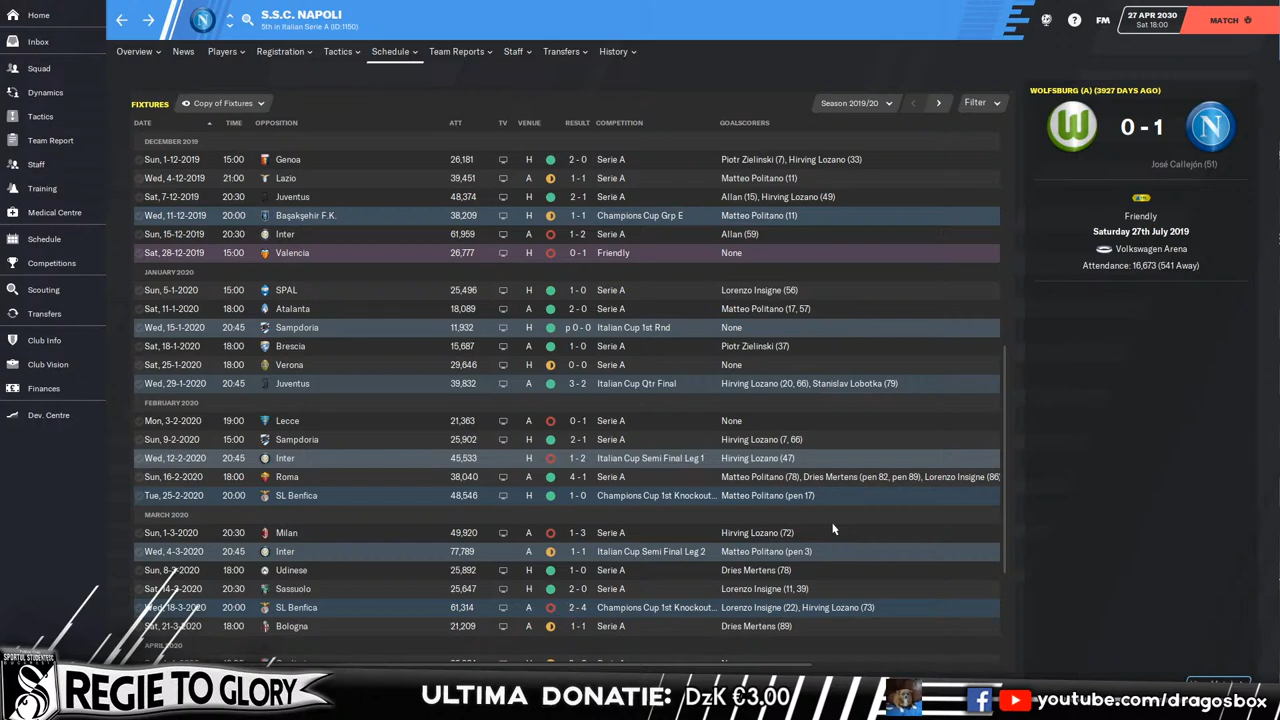 Home
Inbox
Squad
Dynamics
Tactics
Team Report
Staff
Training
Medical Centre
Schedule
Competitions
Scouting
Transfers
Club Info
Club Vision
Finances
Dev. Centre
S.S.C. NAPOLI
5th in Italian Serie A (ID:1150)
FM
27 APR 2030
Sat 18:00
MATCH
Overview News Players Registration Tactics Schedule Team Reports Staff Transfers History
FIXTURES Copy of Fixtures Season 2019/20 Filter
DATE TIME OPPOSITION ATT TV VENUE RESULT COMPETITION GOALSCORERS
DECEMBER 2019
Sun, 1-12-2019 15:00 Genoa 26,181 H 2 - 0 Serie A Piotr Zielinski (7), Hirving Lozano (33)
Wed, 4-12-2019 21:00 Lazio 39,451 A 1 - 1 Serie A Matteo Politano (11)
Sat, 7-12-2019 20:30 Juventus 48,374 H 2 - 1 Serie A Allan (15), Hirving Lozano (49)
Wed, 11-12-2019 20:00 Başakşehir F.K. 38,209 H 1 - 1 Champions Cup Grp E Matteo Politano (11)
Sun, 15-12-2019 20:30 Inter 61,959 A 1 - 2 Serie A Allan (59)
Sat, 28-12-2019 15:00 Valencia 26,777 H 0 - 1 Friendly None
JANUARY 2020
Sun, 5-1-2020 15:00 SPAL 25,496 H 1 - 0 Serie A Lorenzo Insigne (56)
Sat, 11-1-2020 18:00 Atalanta 18,089 A 2 - 0 Serie A Matteo Politano (17, 57)
Wed, 15-1-2020 20:45 Sampdoria 11,932 H p 0 - 0 Italian Cup 1st Rnd None
Sat, 18-1-2020 18:00 Brescia 15,687 A 1 - 0 Serie A Piotr Zielinski (37)
Sat, 25-1-2020 18:00 Verona 29,646 H 0 - 0 Serie A None
Wed, 29-1-2020 20:45 Juventus 39,832 A 3 - 2 Italian Cup Qtr Final Hirving Lozano (20, 66), Stanislav Lobotka (79)
FEBRUARY 2020
Mon, 3-2-2020 19:00 Lecce 21,363 A 0 - 1 Serie A None
Sun, 9-2-2020 15:00 Sampdoria 25,902 H 2 - 1 Serie A Hirving Lozano (7, 66)
Wed, 12-2-2020 20:45 Inter 45,533 H 1 - 2 Italian Cup Semi Final Leg 1 Hirving Lozano (47)
Sun, 16-2-2020 18:00 Roma 38,040 A 4 - 1 Serie A Matteo Politano (78), Dries Mertens (pen 82, pen 89), Lorenzo Insigne (86
Tue, 25-2-2020 20:00 SL Benfica 48,546 H 1 - 0 Champions Cup 1st Knockout... Matteo Politano (pen 17)
MARCH 2020
Sun, 1-3-2020 20:30 Milan 49,920 A 1 - 3 Serie A Hirving Lozano (72)
Wed, 4-3-2020 20:45 Inter 77,789 A 1 - 1 Italian Cup Semi Final Leg 2 Matteo Politano (pen 3)
Sun, 8-3-2020 18:00 Udinese 25,892 H 1 - 0 Serie A Dries Mertens (78)
Sat, 14-3-2020 20:30 Sassuolo 25,647 H 2 - 0 Serie A Lorenzo Insigne (11, 39)
Wed, 18-3-2020 20:00 SL Benfica 61,314 A 2 - 4 Champions Cup 1st Knockout... Lorenzo Insigne (22), Hirving Lozano (73)
Sat, 21-3-2020 18:00 Bologna 21,209 A 1 - 1 Serie A Dries Mertens (89)
APRIL 2020
WOLFSBURG (A) (3927 DAYS AGO)
0 - 1
José Callejón (51)
Friendly
Saturday 27th July 2019
Volkswagen Arena
Attendance: 16,673 (541 Away)
SPORTUL STUDENTESC
REGIE TO GLORY
ULTIMA DONATIE: DzK €3.00
youtube.com/dragosbox